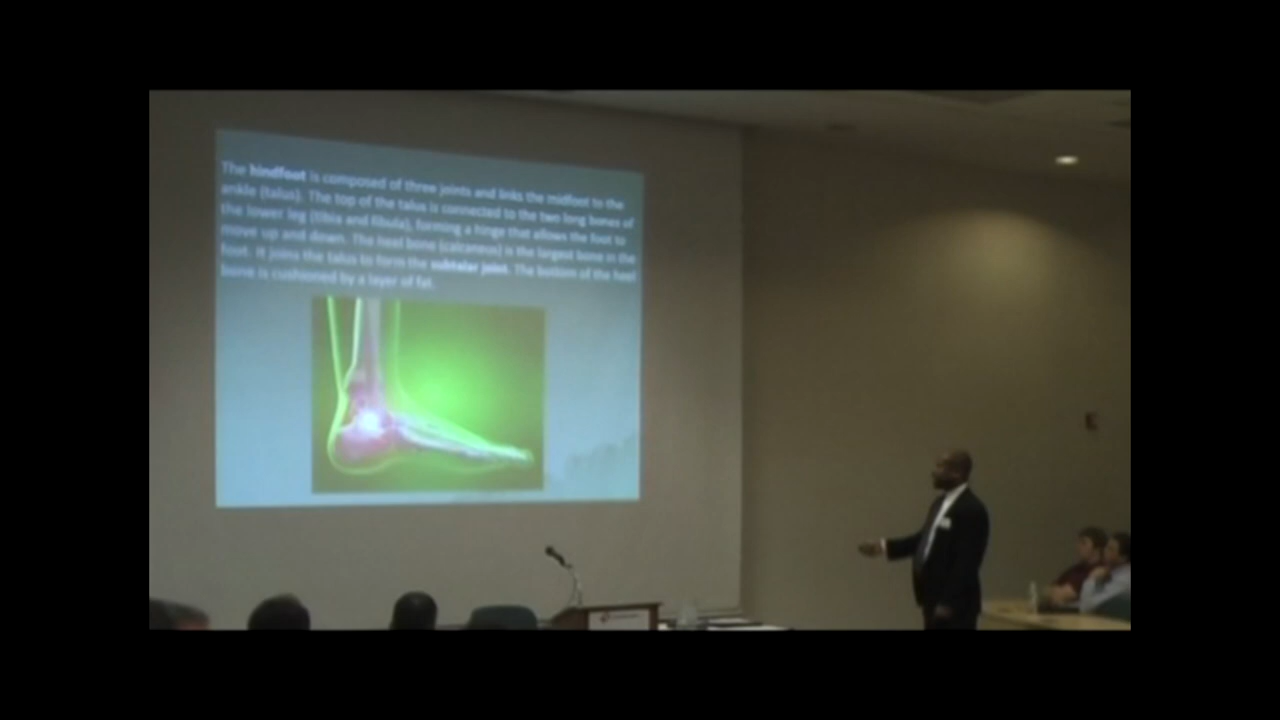 The hindfoot is composed of three joints and links the midfoot to the
ankle (talus). The top of the talus is connected to the two long bones of
the lower leg (tibia and fibula), forming a hinge that allows the foot to
move up and down. The heel bone (calcaneus) is the largest bone in the
foot. It joins the talus to form the subtalar joint. The bottom of the heel
bone is cushioned by a layer of fat.